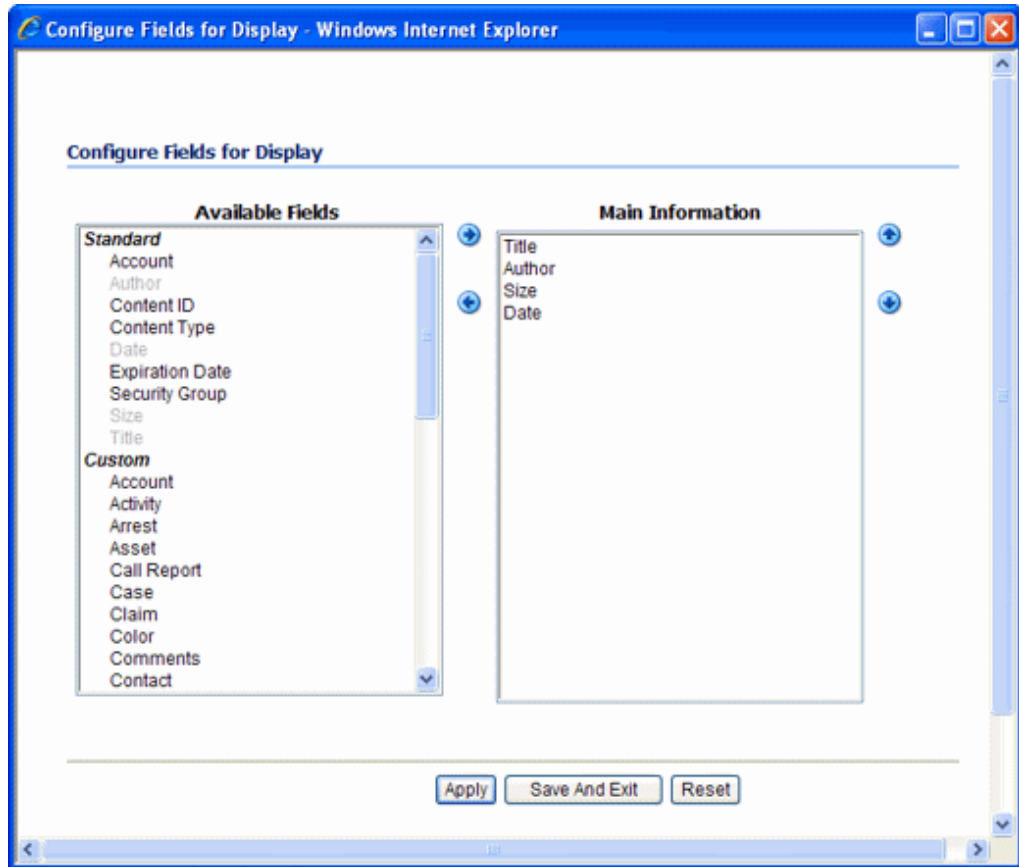 Configure Fields for Display - Windows Internet Explorer
Configure Fields for Display
Available Fields
Standard
Account
Author
Content ID
Content Type
Date
Expiration Date
Security Group
Size
Title
Custom
Account
Activity
Arrest
Asset
Call Report
Case
Claim
Color
Comments
Contact
Main Information
Title
Author
Size
Date
Apply
Save And Exit
Reset